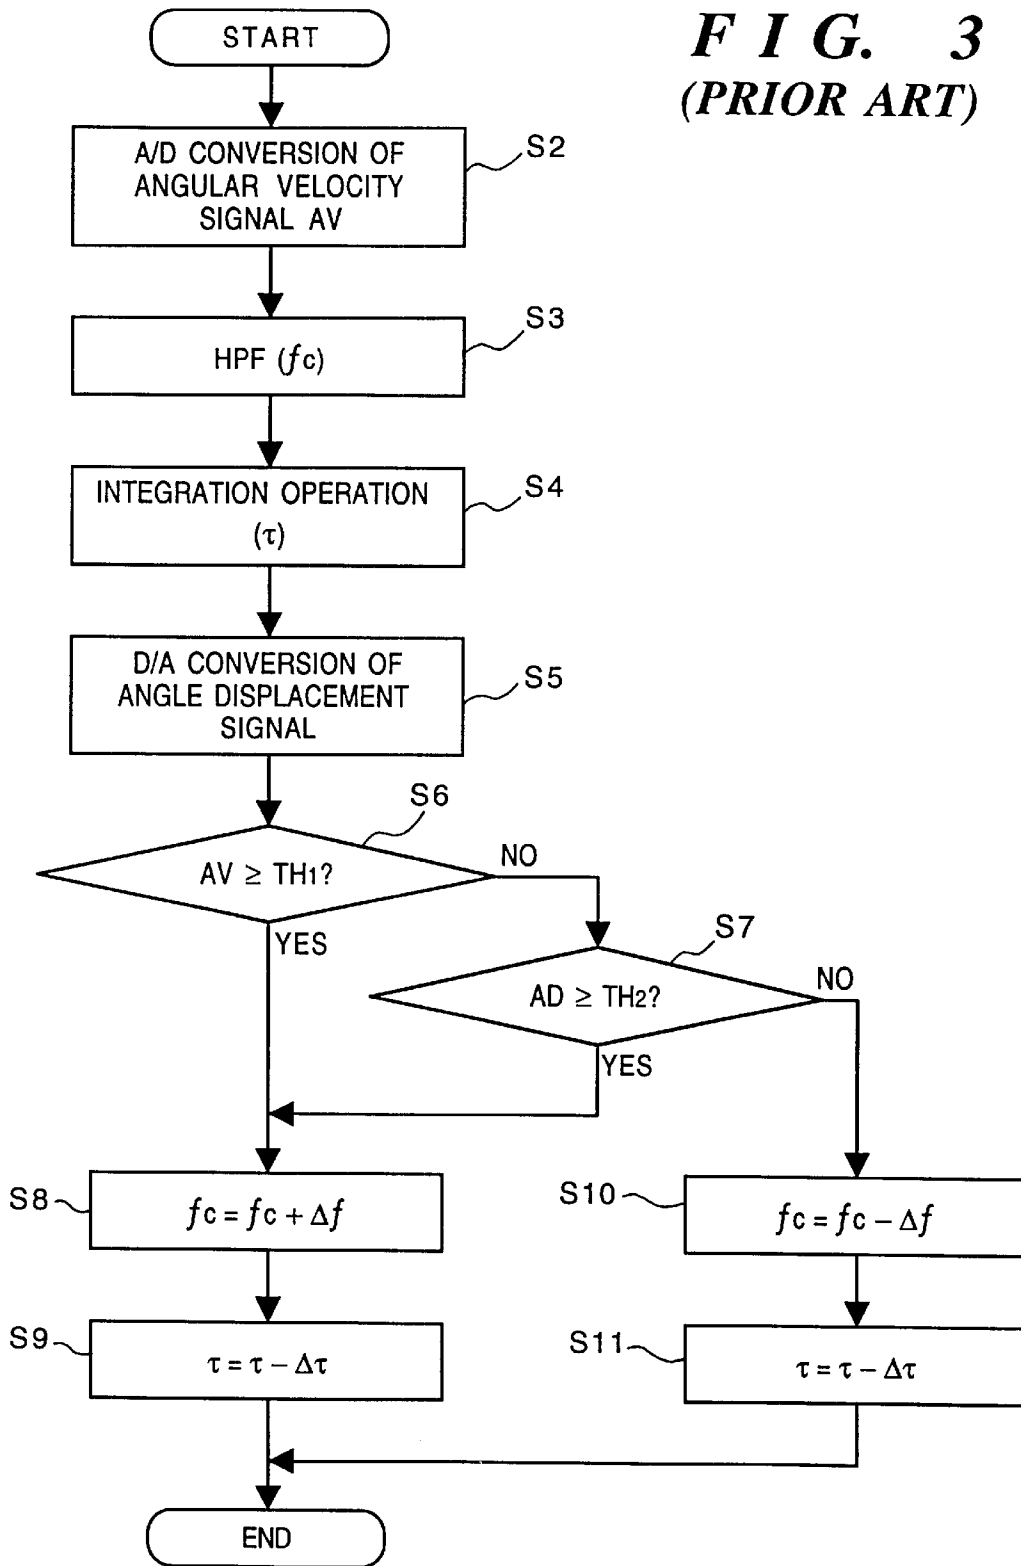 FIG. 3
(PRIOR ART)
START
A/D CONVERSION OF
ANGULAR VELOCITY
SIGNAL AV
S2
HPF (fc)
S3
INTEGRATION OPERATION
(τ)
S4
D/A CONVERSION OF
ANGLE DISPLACEMENT
SIGNAL
S5
S6
AV ≥ TH1?
NO
YES
S7
AD ≥ TH2?
NO
YES
S8
fc = fc + Δf
S10
fc = fc − Δf
S9
τ = τ − Δτ
S11
τ = τ − Δτ
END